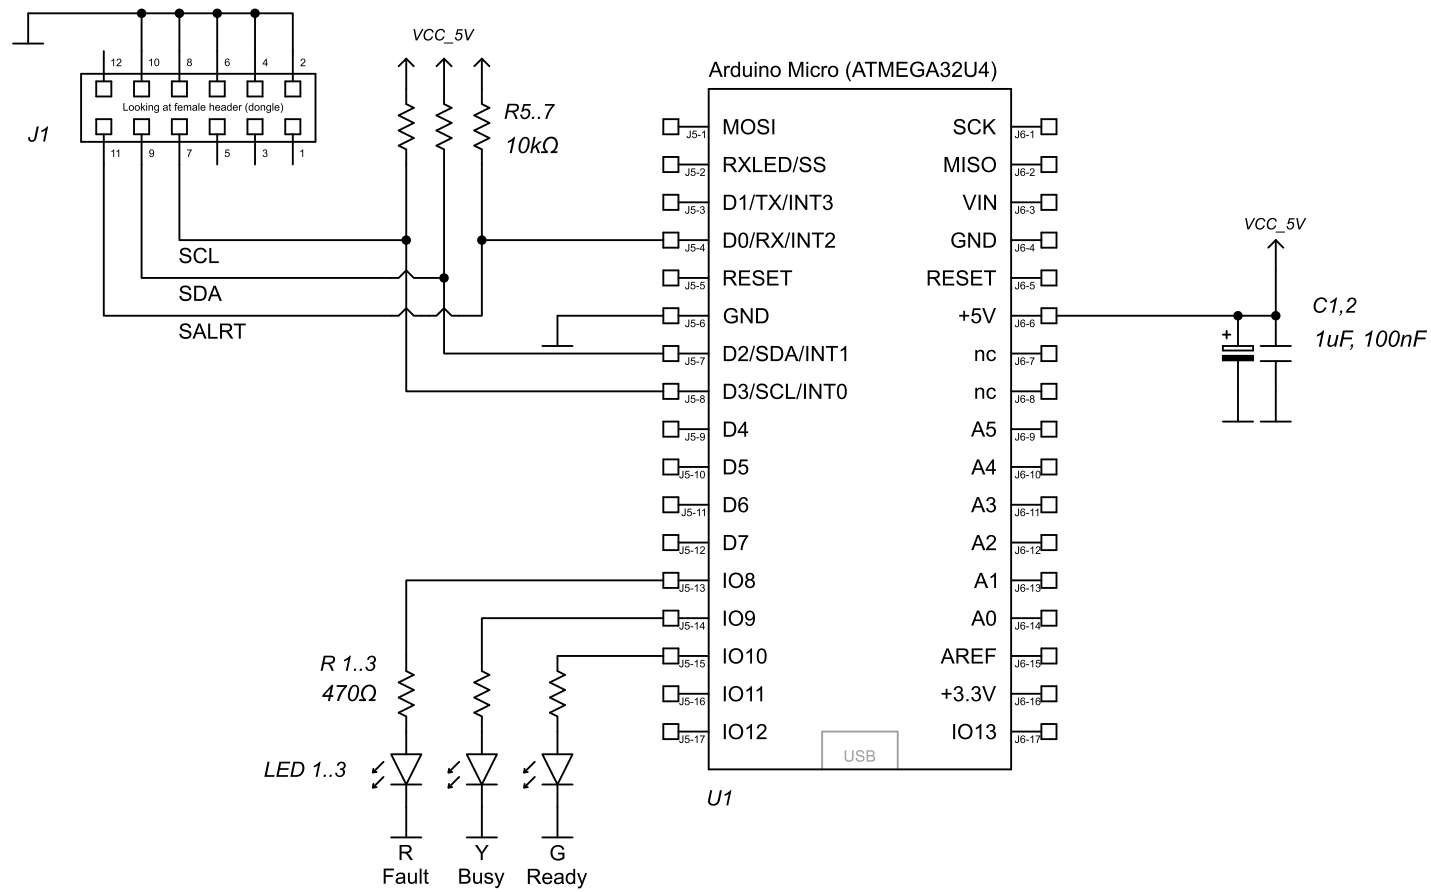 VCC_5V
12 10 8 6 4 2
Looking at female header (dongle)
J1
11 9 7 5 3 1
R5..7
10kΩ
SCL
SDA
SALRT
Arduino Micro (ATMEGA32U4)
J5-1 MOSI SCK J6-1
J5-2 RXLED/SS MISO J6-2
J5-3 D1/TX/INT3 VIN J6-3
J5-4 D0/RX/INT2 GND J6-4
J5-5 RESET RESET J6-5
J5-6 GND +5V J6-6
J5-7 D2/SDA/INT1 nc J6-7
J5-8 D3/SCL/INT0 nc J6-8
J5-9 D4 A5 J6-9
J5-10 D5 A4 J6-10
J5-11 D6 A3 J6-11
J5-12 D7 A2 J6-12
J5-13 IO8 A1 J6-13
J5-14 IO9 A0 J6-14
J5-15 IO10 AREF J6-15
J5-16 IO11 +3.3V J6-16
J5-17 IO12 IO13 J6-17
USB
U1
VCC_5V
+
C1,2
1uF, 100nF
R 1..3
470Ω
LED 1..3
R Y G
Fault Busy Ready